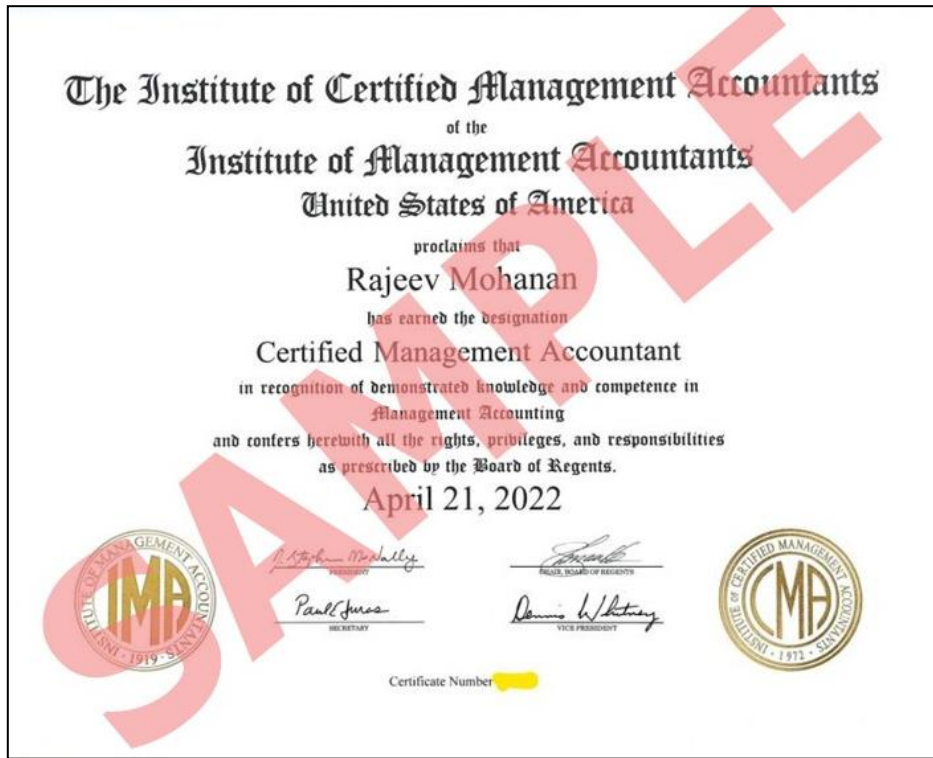 The Institute of Certified Management Accountants
of the
Institute of Management Accountants
United States of America
proclaims that
Rajeev Mohanan
has earned the designation
Certified Management Accountant
in recognition of demonstrated knowledge and competence in
Management Accounting
and confers herewith all the rights, privileges, and responsibilities
as prescribed by the Board of Regents.
April 21, 2022
SAMPLE
INSTITUTE OF MANAGEMENT ACCOUNTANTS
IMA
· 1919 ·
PRESIDENT
CHAIR, BOARD OF REGENTS
SECRETARY
Dennis Whitney
VICE PRESIDENT
INSTITUTE OF CERTIFIED MANAGEMENT ACCOUNTANTS
CMA
· 1972 ·
Certificate Number